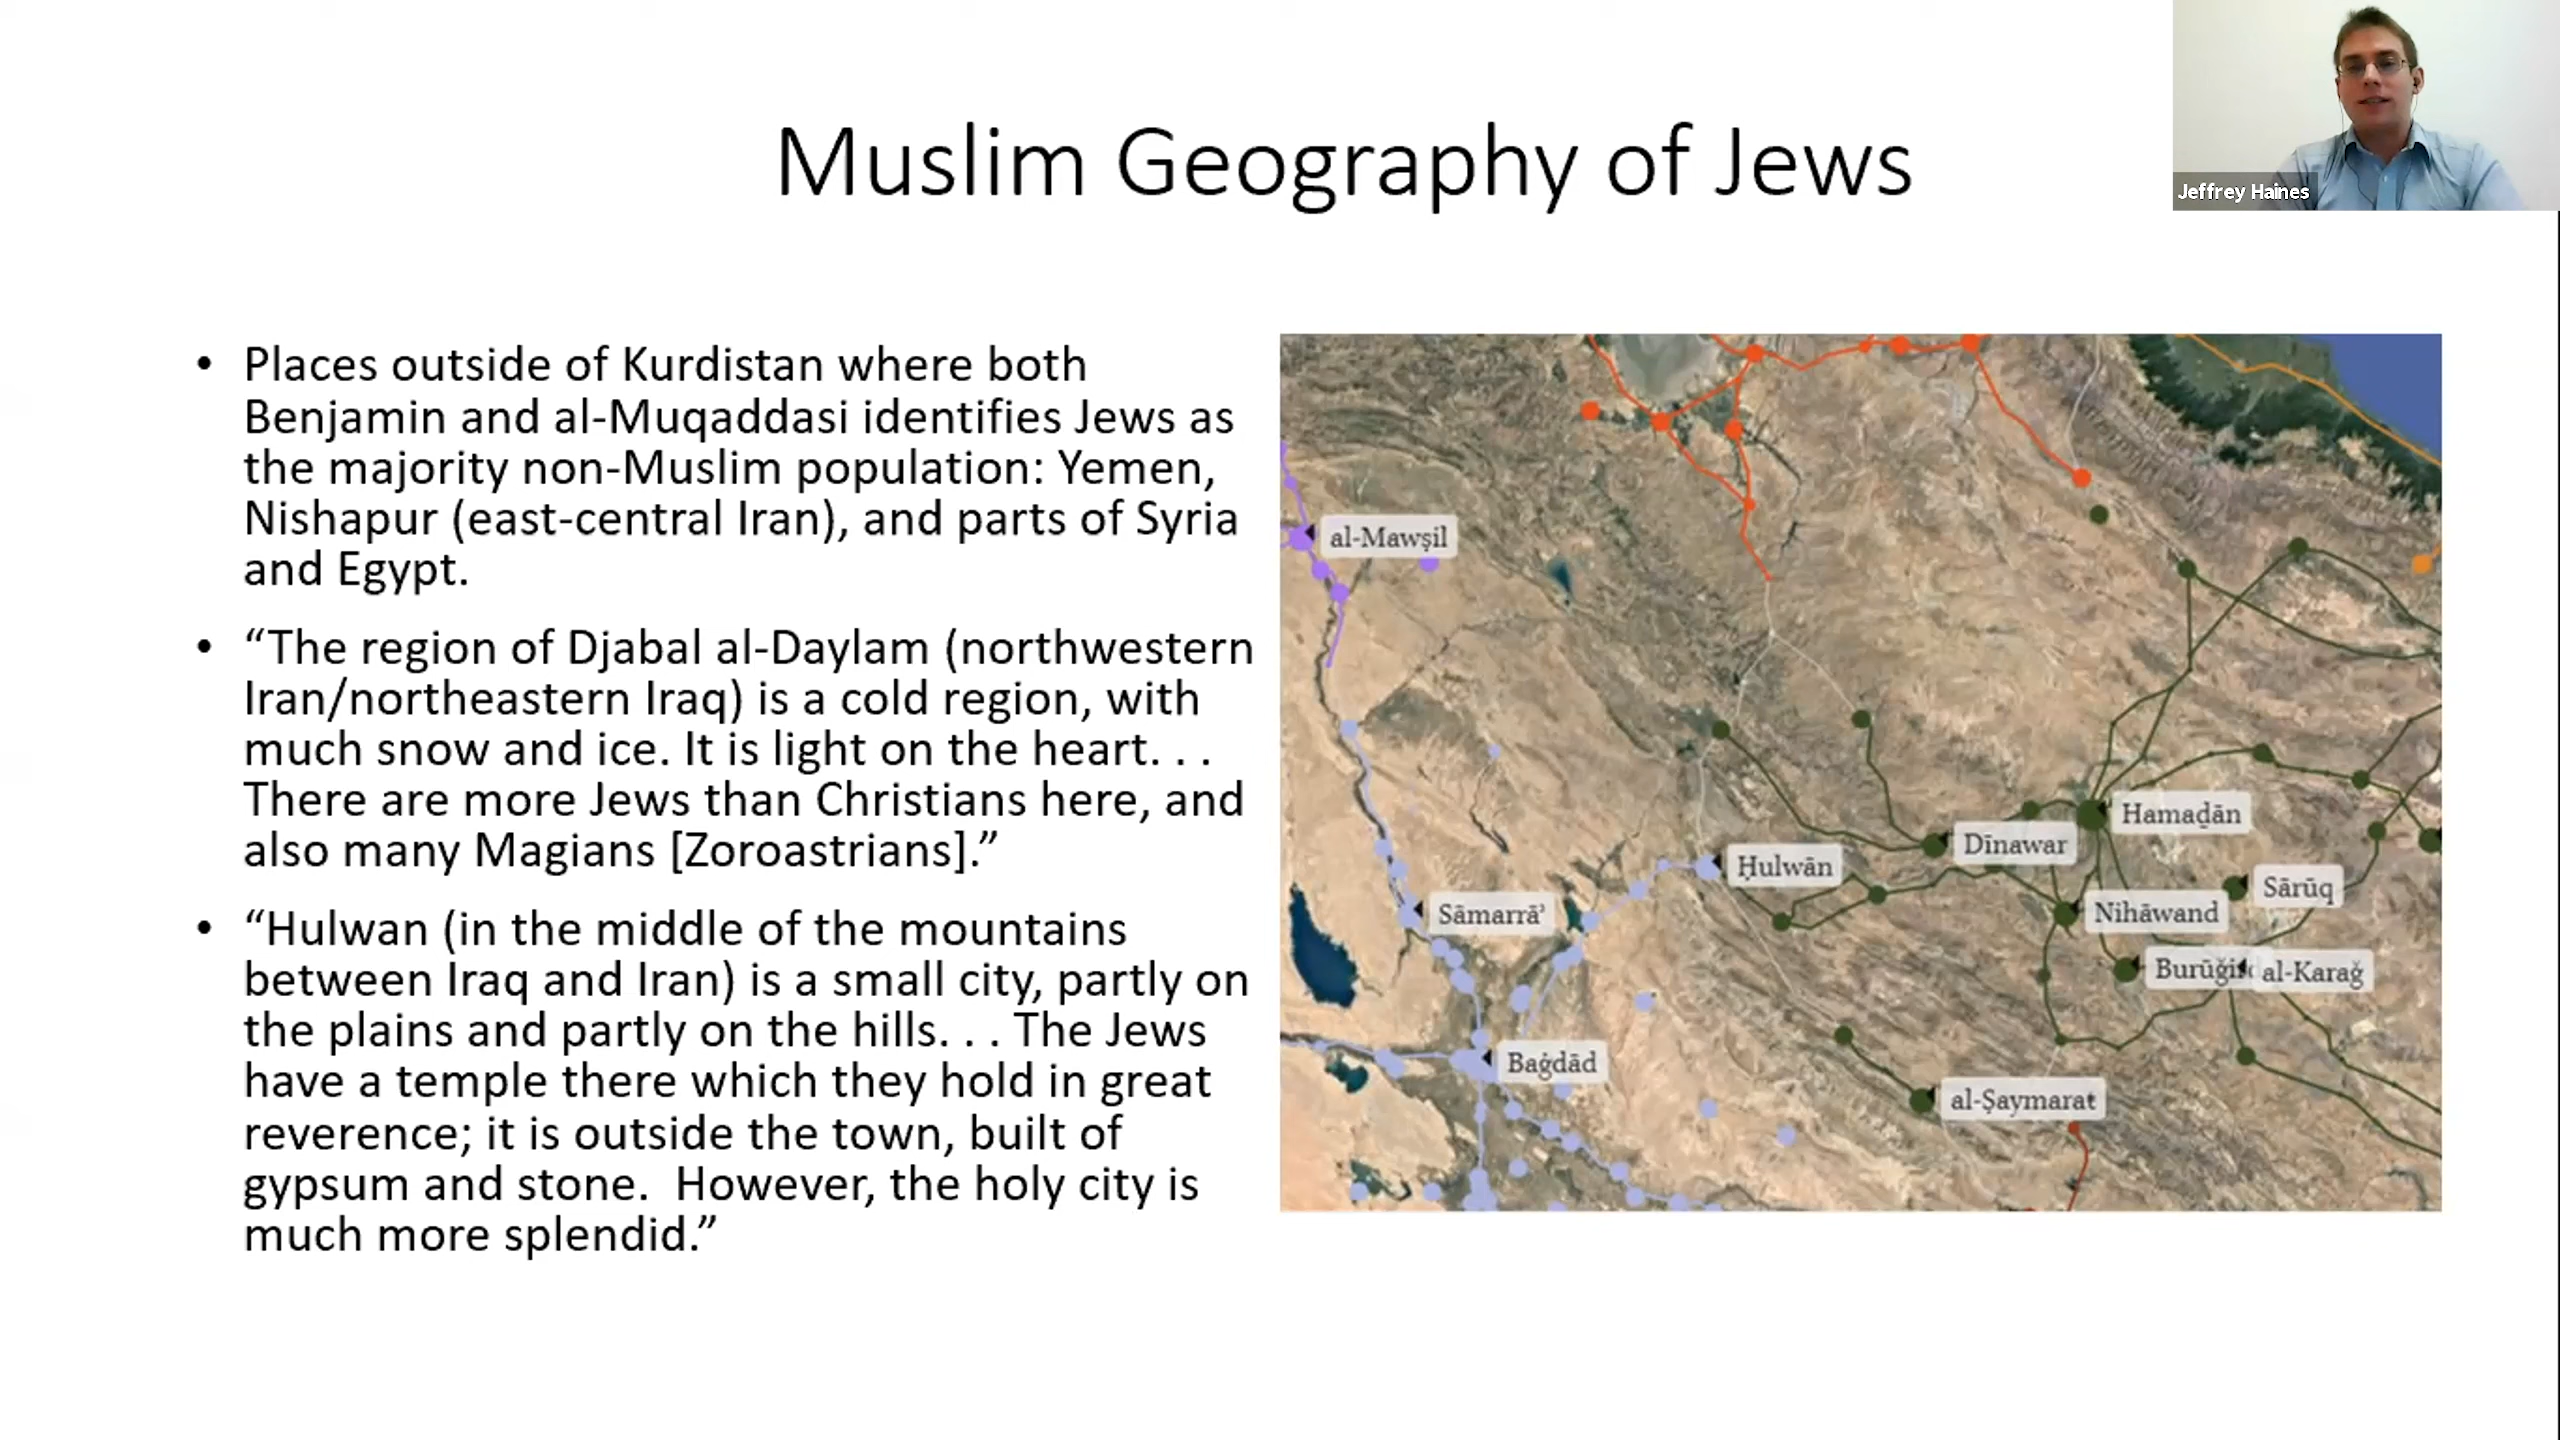 Muslim Geography of Jews
Jeffrey Haines
• Places outside of Kurdistan where both
Benjamin and al-Muqaddasi identifies Jews as
the majority non-Muslim population: Yemen,
Nishapur (east-central Iran), and parts of Syria
and Egypt.
• “The region of Djabal al-Daylam (northwestern
Iran/northeastern Iraq) is a cold region, with
much snow and ice. It is light on the heart. . .
There are more Jews than Christians here, and
also many Magians [Zoroastrians].”
• “Hulwan (in the middle of the mountains
between Iraq and Iran) is a small city, partly on
the plains and partly on the hills. . . The Jews
have a temple there which they hold in great
reverence; it is outside the town, built of
gypsum and stone.  However, the holy city is
much more splendid.”
al-Mawṣil
Hamaḏān
Dīnawar
Ḥulwān
Sārūq
Sāmarrāʾ
Nihāwand
al-Karaǧ
Baġdād
al-Ṣaymarat